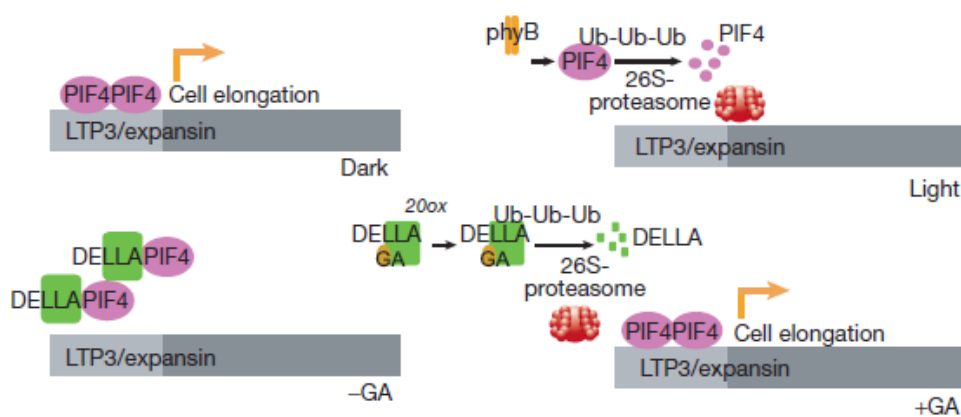 PIF4PIF4 Cell elongation
LTP3/expansin
Dark
phyB
PIF4
Ub-Ub-Ub
26S-
proteasome
PIF4
LTP3/expansin
Light
DELLAPIF4
DELLAPIF4
LTP3/expansin
–GA
20ox
DELLA
GA
DELLA
GA
Ub-Ub-Ub
26S-
proteasome
DELLA
PIF4PIF4 Cell elongation
LTP3/expansin
+GA